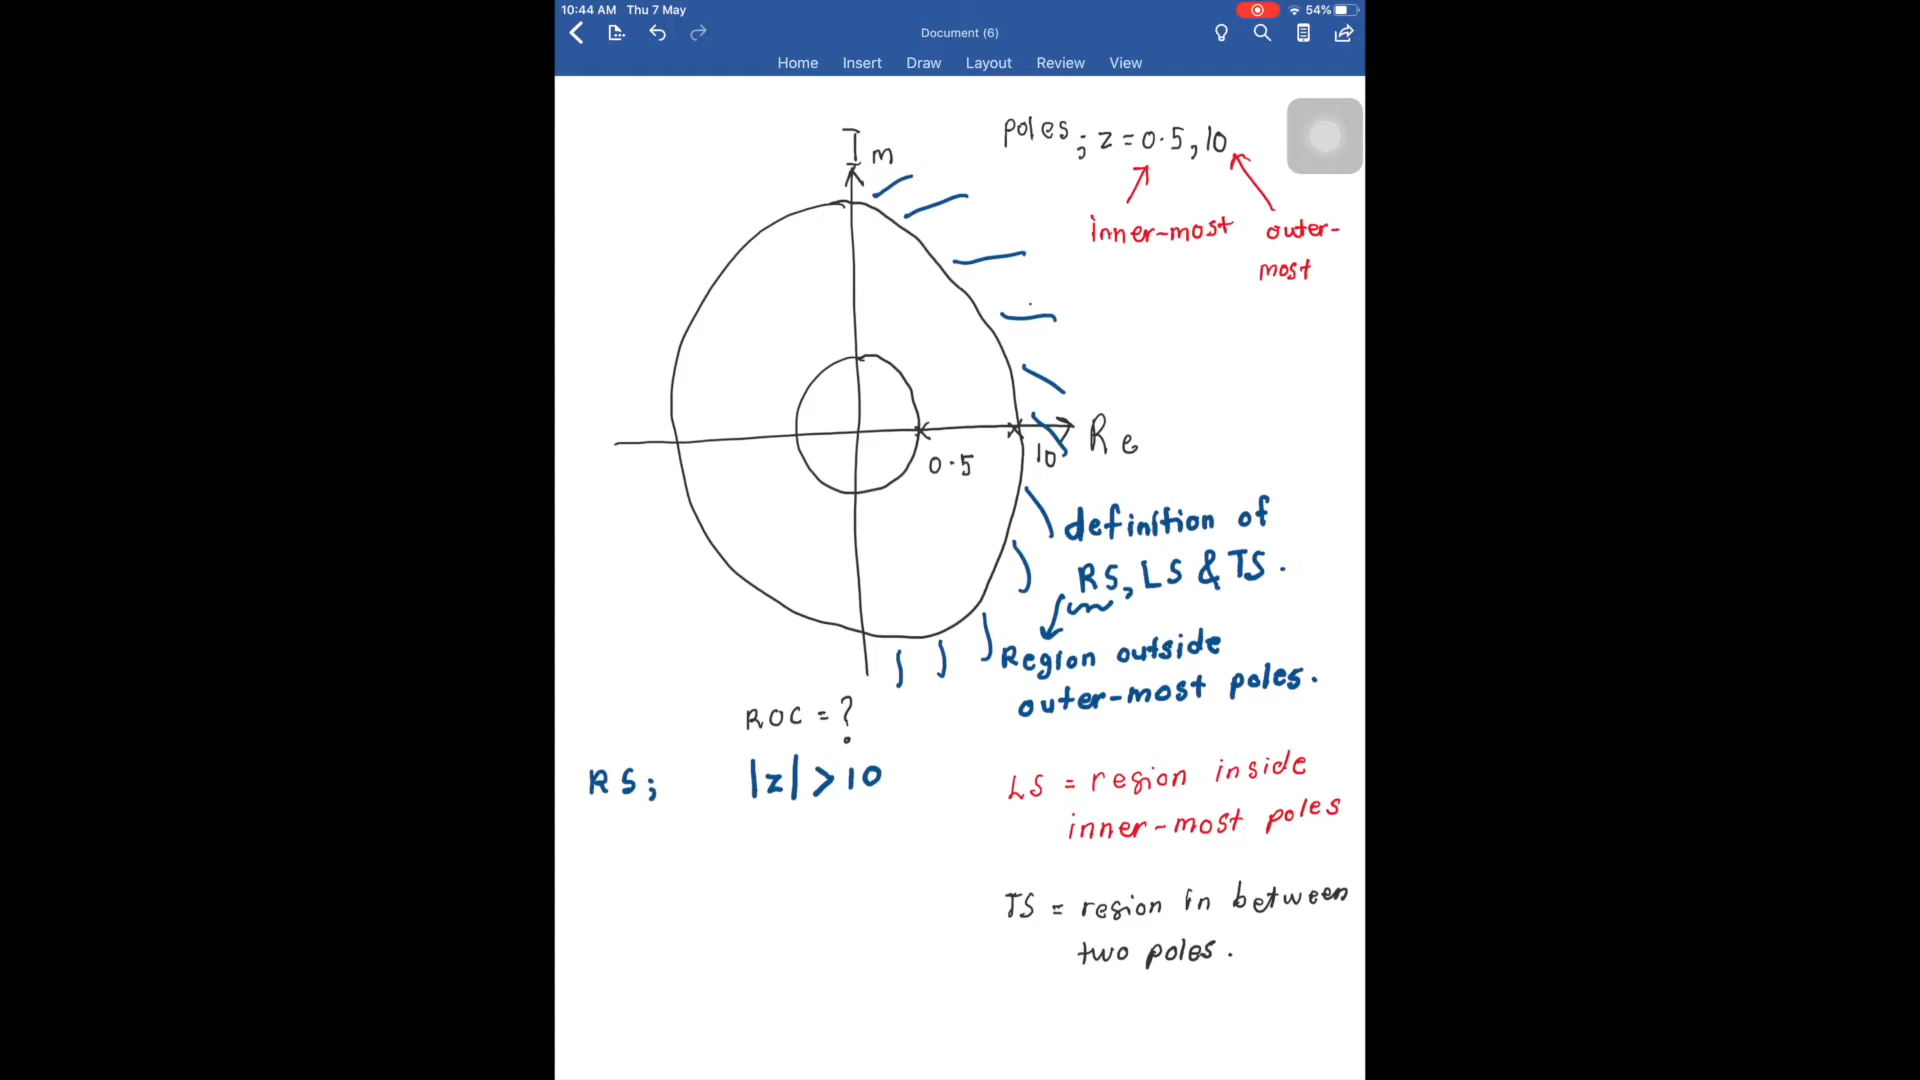 10:44 AM Thu 7 May
54%
Document (6)
Home Insert Draw Layout Review View
poles; z = 0.5, 10
inner-most outer-
most
Im
Re
0.5 10
definition of
RS, LS & TS.
Region outside
outer-most poles.
ROC = ?
RS; |z| > 10
LS = region inside
inner-most poles
TS = region in between
two poles.